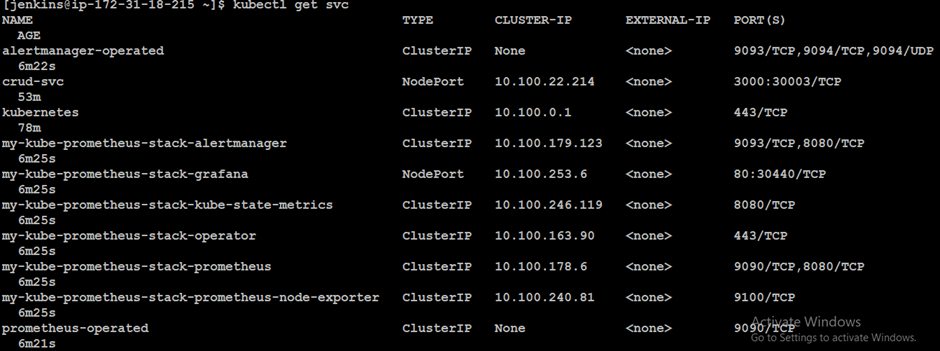 [jenkins@ip-172-31-18-215 ~]$ kubectl get svc
NAME TYPE CLUSTER-IP EXTERNAL-IP PORT(S)
AGE
alertmanager-operated ClusterIP None <none> 9093/TCP,9094/TCP,9094/UDP
6m22s
crud-svc NodePort 10.100.22.214 <none> 3000:30003/TCP
53m
kubernetes ClusterIP 10.100.0.1 <none> 443/TCP
78m
my-kube-prometheus-stack-alertmanager ClusterIP 10.100.179.123 <none> 9093/TCP,8080/TCP
6m25s
my-kube-prometheus-stack-grafana NodePort 10.100.253.6 <none> 80:30440/TCP
6m25s
my-kube-prometheus-stack-kube-state-metrics ClusterIP 10.100.246.119 <none> 8080/TCP
6m25s
my-kube-prometheus-stack-operator ClusterIP 10.100.163.90 <none> 443/TCP
6m25s
my-kube-prometheus-stack-prometheus ClusterIP 10.100.178.6 <none> 9090/TCP,8080/TCP
6m25s
my-kube-prometheus-stack-prometheus-node-exporter ClusterIP 10.100.240.81 <none> 9100/TCP
6m25s
prometheus-operated ClusterIP None <none> 9090/TCP
6m21s
Activate Windows
Go to Settings to activate Windows.